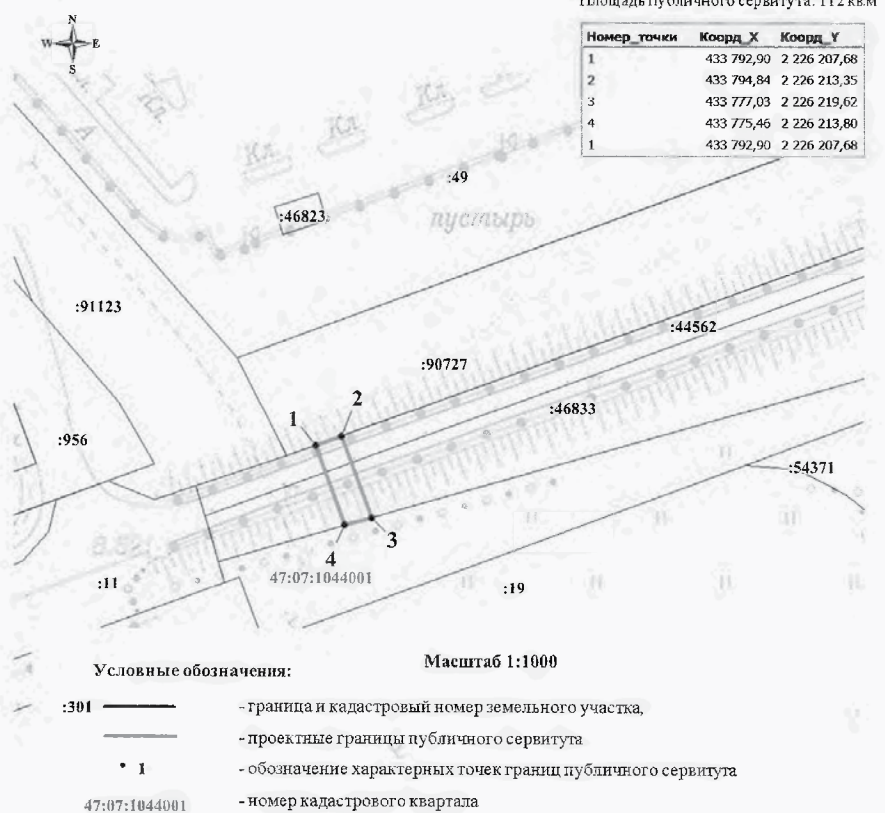 Площадь публичного сервитута: 112 кв.м
N
W E
S
Номер_точки Коорд_X Коорд_Y
1 433 792,90 2 226 207,68
2 433 794,84 2 226 213,35
3 433 777,03 2 226 219,62
4 433 775,46 2 226 213,80
1 433 792,90 2 226 207,68
Кл.
А
Кл.
Кл.
Кл.
:49
:46823
пустырь
:91123
:44562
:90727
:46833
1 2
:956
:54371
4 3
47:07:1044001
:11
:19
Масштаб 1:1000
Условные обозначения:
:301 - граница и кадастровый номер земельного участка,
- проектные границы публичного сервитута
• 1 - обозначение характерных точек границ публичного сервитута
47:07:1044001 - номер кадастрового квартала